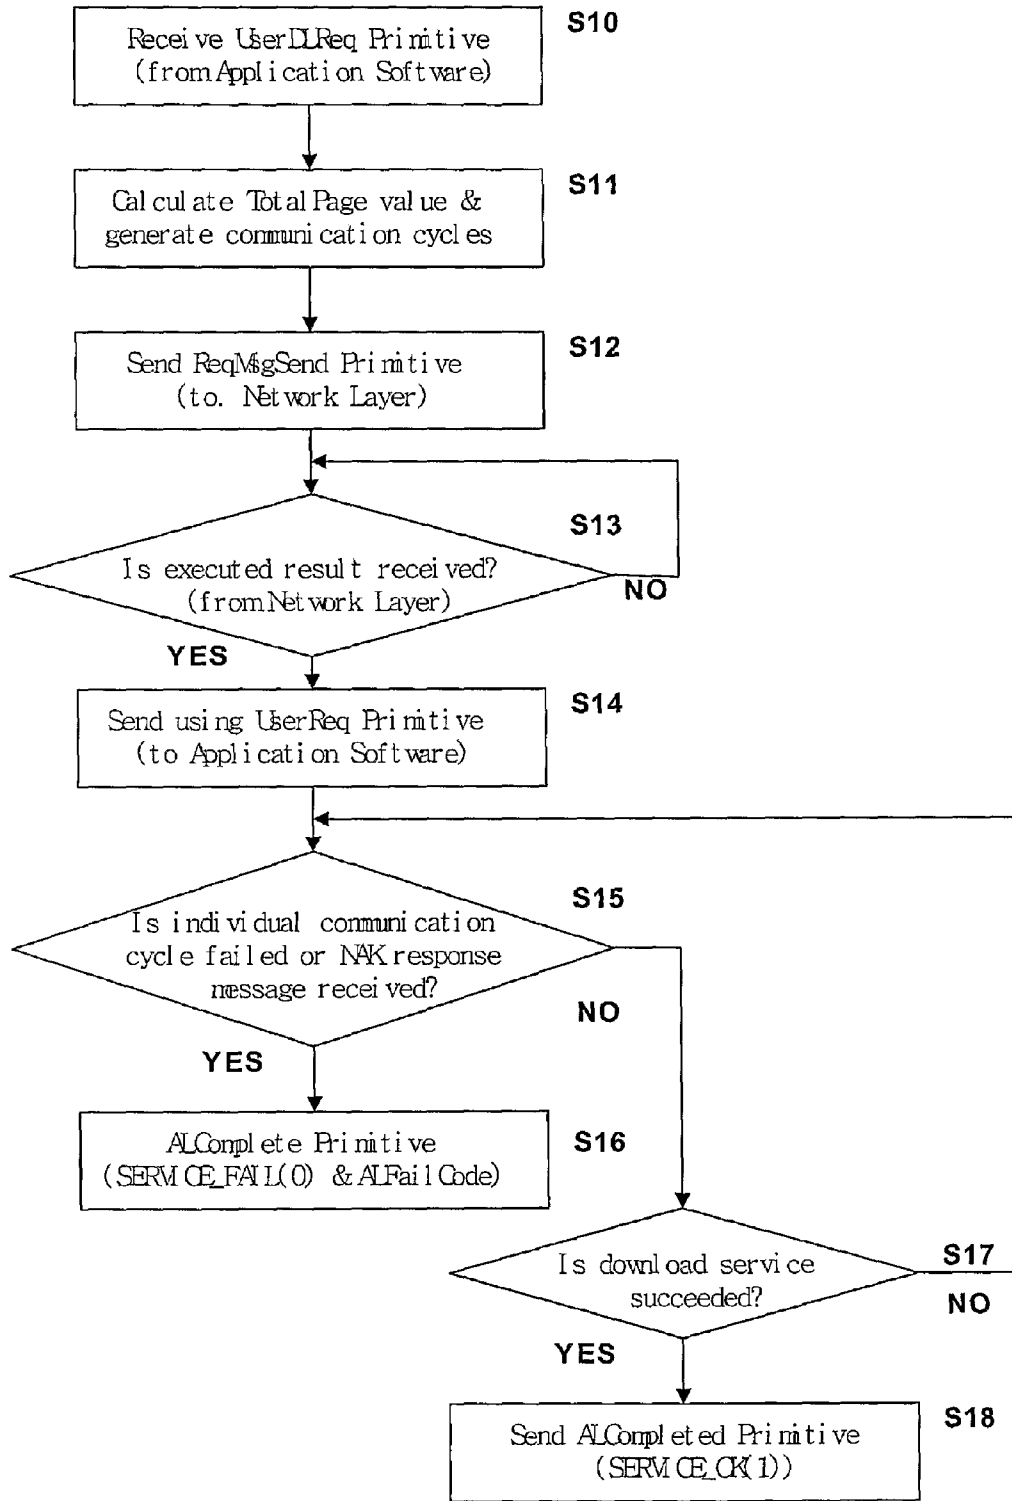 S10
Receive UserDLReq Primitive
(from Application Software)
S11
Calculate TotalPage value &
generate communication cycles
S12
Send ReqMsgSend Primitive
(to. Network Layer)
S13
Is executed result received?
(from Network Layer)
NO
YES
S14
Send using UserReq Primitive
(to Application Software)
S15
Is individual communication
cycle failed or NAK response
message received?
NO
YES
S16
ALComplete Primitive
(SERVICE_FAIL(0) & ALFailCode)
S17
Is download service
succeeded?
NO
YES
S18
Send ALCompleted Primitive
(SERVICE_OK(1))